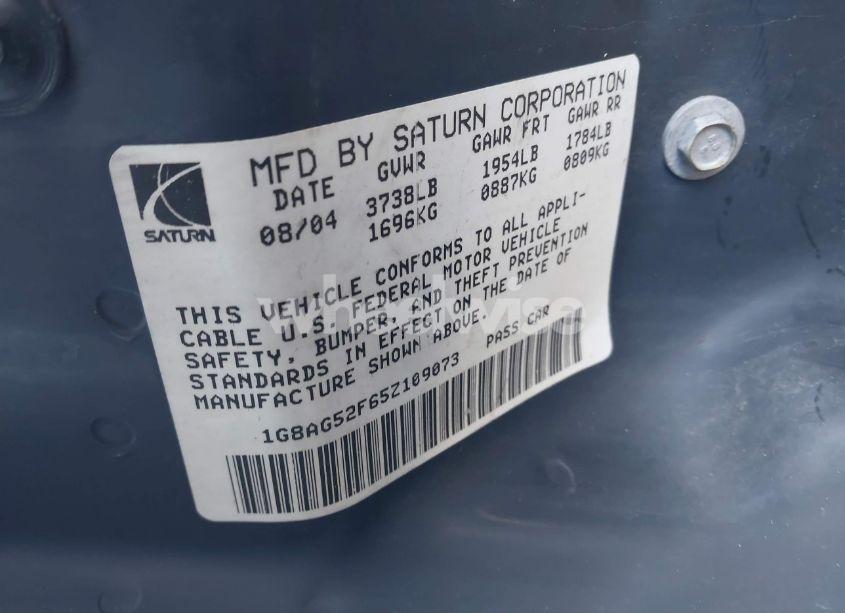 MFD BY SATURN CORPORATION
DATE GVWR GAWR FRT GAWR RR
08/04 3738LB 1954LB 1784LB
1696KG 0887KG 0809KG
SATURN
THIS VEHICLE CONFORMS TO ALL APPLI-
CABLE U.S. FEDERAL MOTOR VEHICLE
SAFETY, BUMPER, AND THEFT PREVENTION
STANDARDS IN EFFECT ON THE DATE OF
MANUFACTURE SHOWN ABOVE.
1G8AG52F65Z109073 PASS CAR
wheelwise